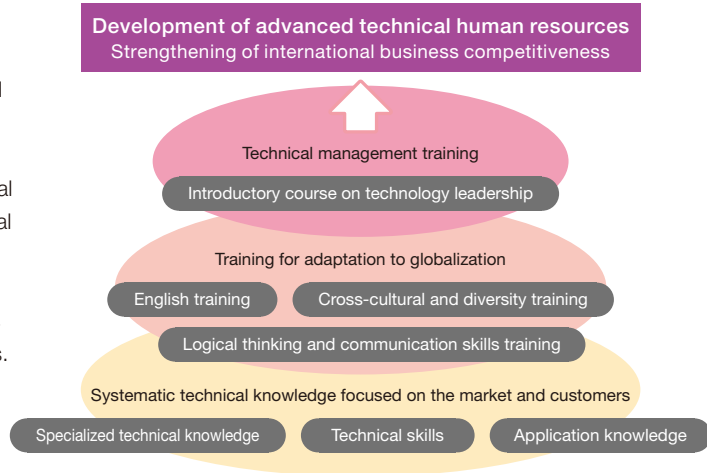 Development of advanced technical human resources
Strengthening of international business competitiveness
Technical management training
Introductory course on technology leadership
Training for adaptation to globalization
English training
Cross-cultural and diversity training
Logical thinking and communication skills training
Systematic technical knowledge focused on the market and customers
Specialized technical knowledge
Technical skills
Application knowledge